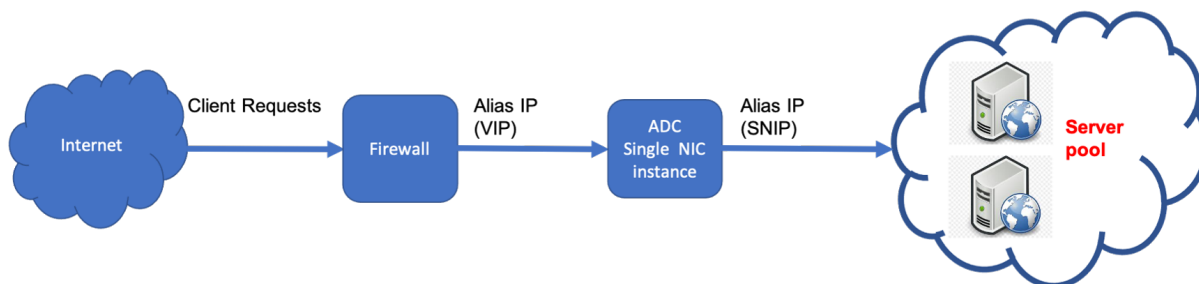 Internet
Client Requests
Firewall
Alias IP
(VIP)
ADC
Single NIC
instance
Alias IP
(SNIP)
Server
pool